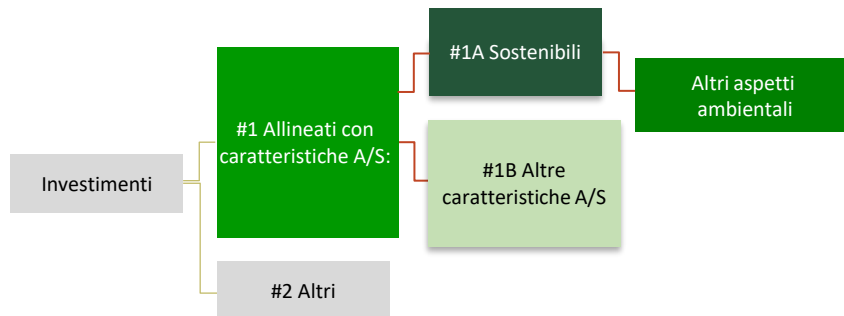 Investimenti
#1 Allineati con
caratteristiche A/S:
#2 Altri
#1A Sostenibili
#1B Altre
caratteristiche A/S
Altri aspetti
ambientali